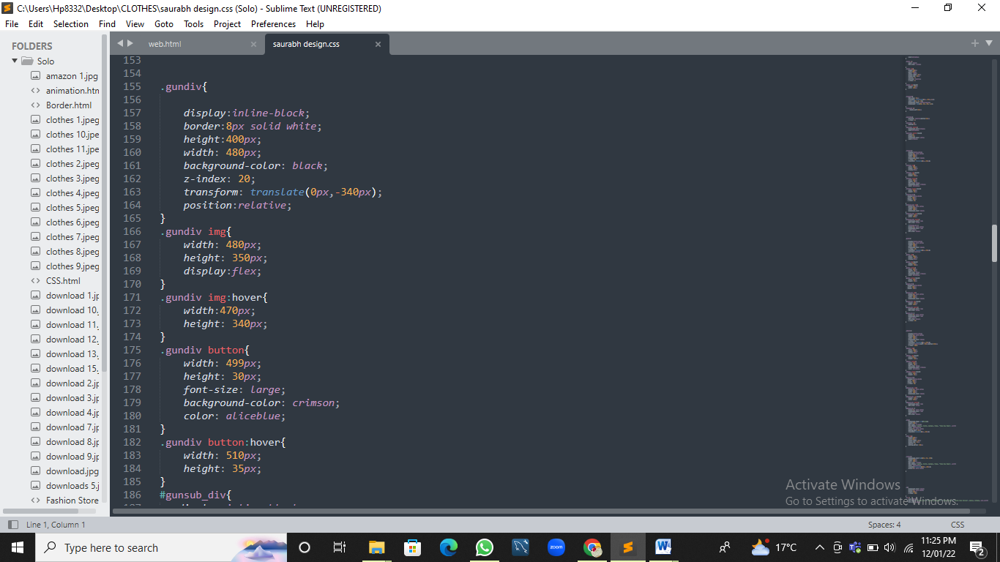 C:\Users\Hp8332\Desktop\CLOTHES\saurabh design.css (Solo) - Sublime Text (UNREGISTERED)
File Edit Selection Find View Goto Tools Project Preferences Help
FOLDERS
Solo
amazon 1.jpg
animation.htn
Border.html
clothes 1.jpeg
clothes 10.jpe
clothes 11.jpe
clothes 2.jpeg
clothes 3.jpeg
clothes 4.jpeg
clothes 5.jpeg
clothes 6.jpeg
clothes 7.jpeg
clothes 8.jpeg
clothes 9.jpeg
CSS.html
download 1.jp
download 10.
download 11.
download 12.
download 13.
download 15.
download 2.jp
download 3.jp
download 4.jp
download 7.jp
download 8.jp
download 9.jp
download.jpg
downloads 5.j
Fashion Store
web.html
saurabh design.css
153
154
155 .gundiv{
156
157 display:inline-block;
158 border:8px solid white;
159 height:400px;
160 width: 480px;
161 background-color: black;
162 z-index: 20;
163 transform: translate(0px,-340px);
164 position:relative;
165 }
166 .gundiv img{
167 width: 480px;
168 height: 350px;
169 display:flex;
170 }
171 .gundiv img:hover{
172 width:470px;
173 height: 340px;
174 }
175 .gundiv button{
176 width: 499px;
177 height: 30px;
178 font-size: large;
179 background-color: crimson;
180 color: aliceblue;
181 }
182 .gundiv button:hover{
183 width: 510px;
184 height: 35px;
185 }
186 #gunsub_div{
Activate Windows
Go to Settings to activate Windows.
Line 1, Column 1
Spaces: 4
CSS
Type here to search
zoom
17°C
11:25 PM
12/01/22
2